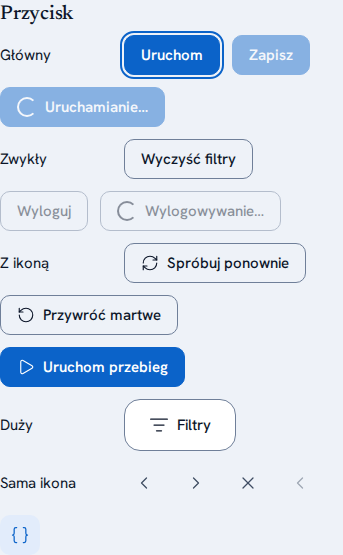 Przycisk
Główny Uruchom Zapisz
Uruchamianie...
Zwykły Wyczyść filtry
Wyloguj Wylogowywanie...
Z ikoną Spróbuj ponownie
Przywróć martwe
Uruchom przebieg
Duży Filtry
Sama ikona
{ }